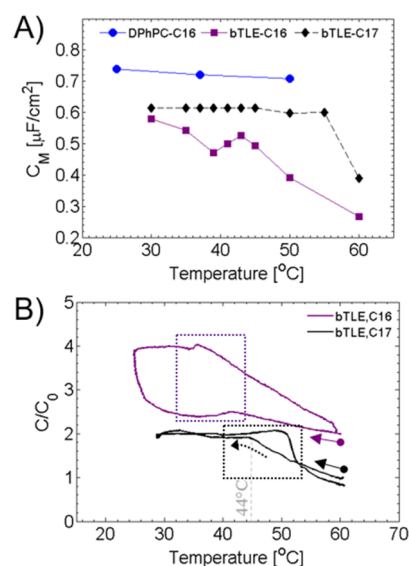 A)
DPhPC-C16 bTLE-C16 bTLE-C17
0.8
0.7
0.6
0.5
0.4
0.3
0.2
C_M [µF/cm²]
20 30 40 50 60
Temperature [°C]
B)
bTLE,C16
bTLE,C17
5
4
3
2
1
0
C/C₀
44°C
20 30 40 50 60 70
Temperature [°C]